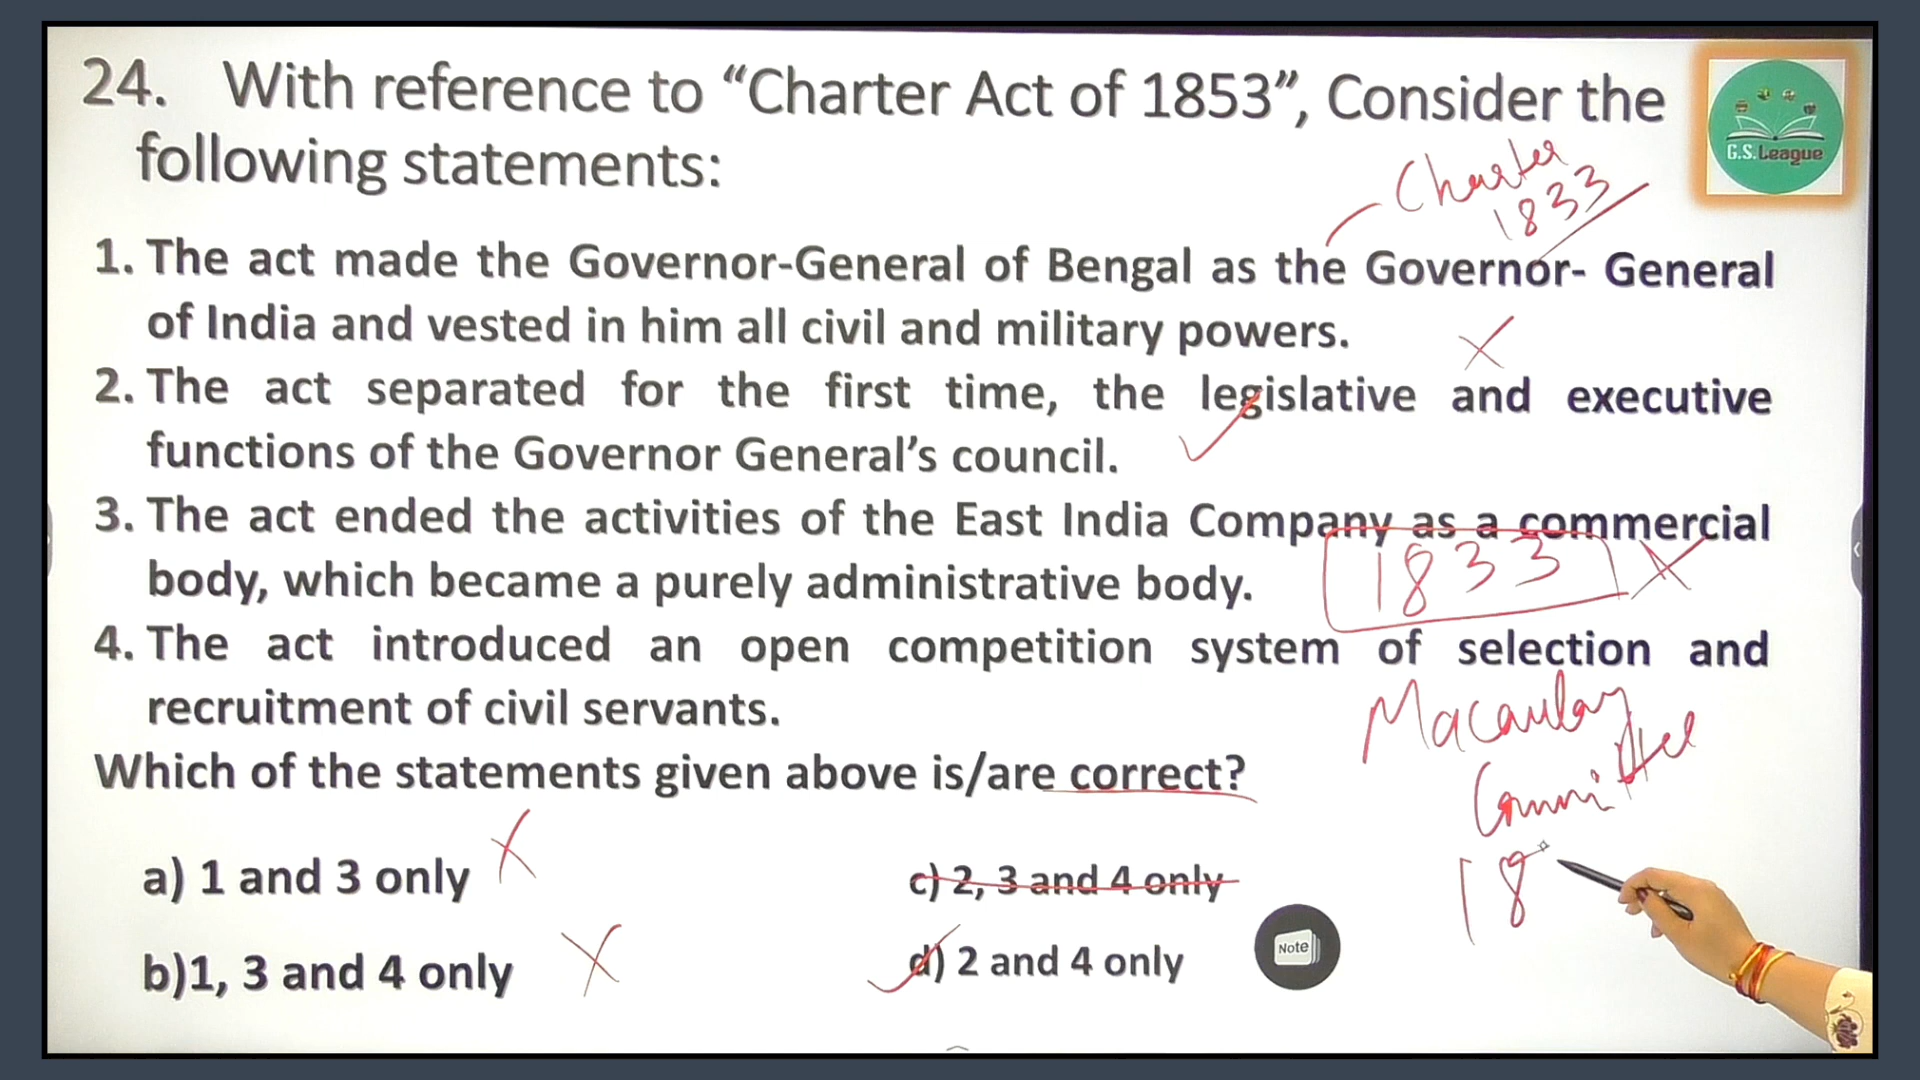 24. With reference to “Charter Act of 1853”, Consider the
following statements:
G.S.League
Charter
1833
1. The act made the Governor-General of Bengal as the Governor- General
of India and vested in him all civil and military powers.
2. The act separated for the first time, the legislative and executive
functions of the Governor General’s council.
3. The act ended the activities of the East India Company as a commercial
body, which became a purely administrative body.
1833
4. The act introduced an open competition system of selection and
recruitment of civil servants.
Macaulay
Committee
18
Which of the statements given above is/are correct?
a) 1 and 3 only
c) 2, 3 and 4 only
b)1, 3 and 4 only
d) 2 and 4 only
Note